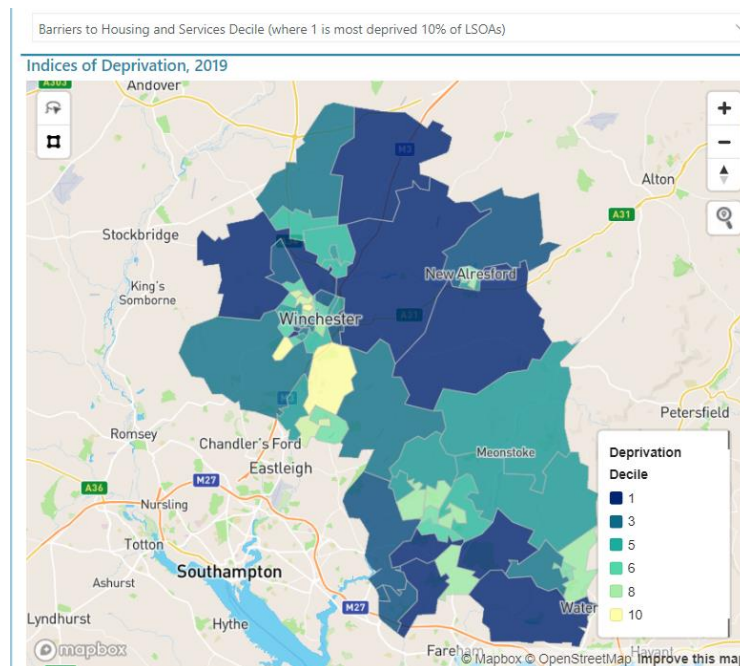 Barriers to Housing and Services Decile (where 1 is most deprived 10% of LSOAs)
Indices of Deprivation, 2019
A303
Andover
M3
Alton
A31
Stockbridge
New Alresford
King's
Somborne
Winchester
A31
M3
Petersfield
Romsey
Chandler's Ford
Meonstoke
Eastleigh
M27
A36
Nursling
Totton
Southampton
Ashurst
M27
Lyndhurst
Hythe
Fareham
Water
Havant
Deprivation
Decile
1
3
5
6
8
10
mapbox
© Mapbox © OpenStreetMap Improve this map